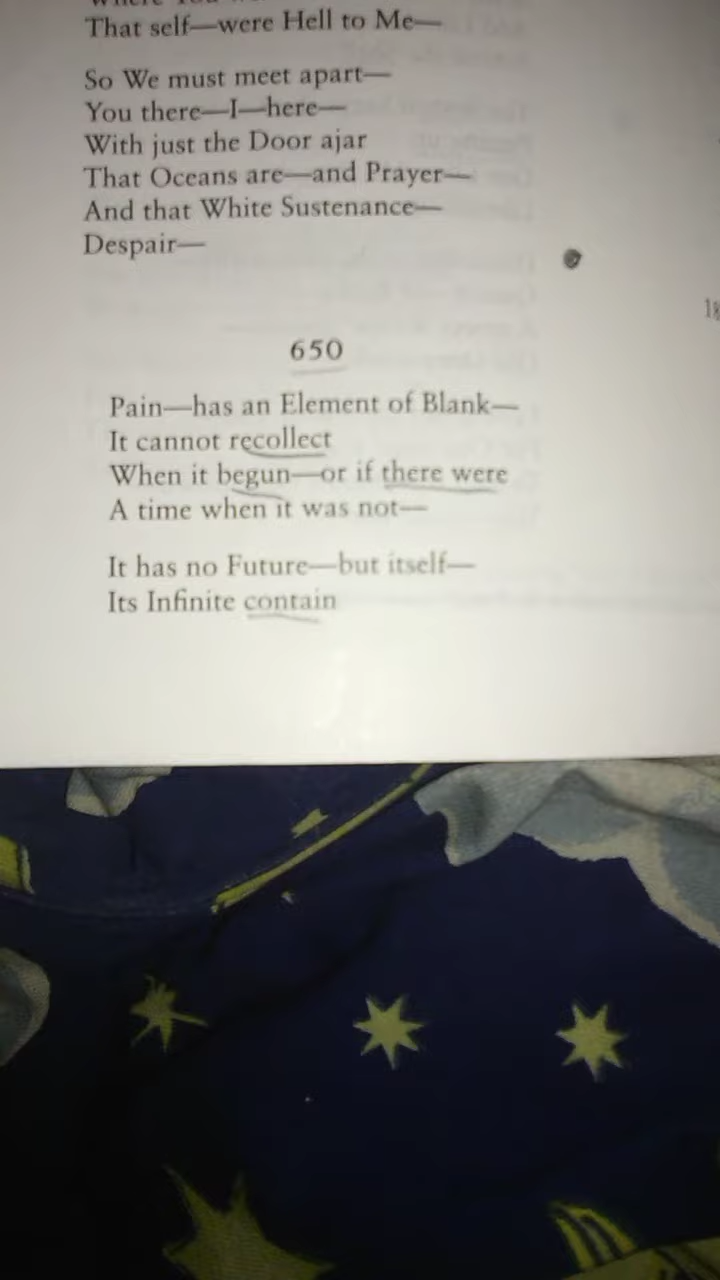 That self—were Hell to Me—
So We must meet apart—
You there—I—here—
With just the Door ajar
That Oceans are—and Prayer—
And that White Sustenance—
Despair—
650
Pain—has an Element of Blank—
It cannot recollect
When it begun—or if there were
A time when it was not—
It has no Future—but itself—
Its Infinite contain